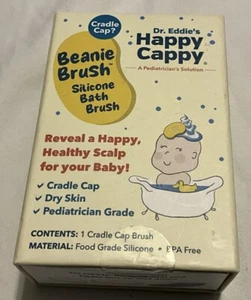 Cradle Cap?
Dr. Eddie's
Happy Cappy
A Pediatrician's Solution
Beanie Brush
Silicone Bath Brush
Reveal a Happy,
Healthy Scalp
for your Baby!
Cradle Cap
Dry Skin
Pediatrician Grade
CONTENTS: 1 Cradle Cap Brush
MATERIAL: Food Grade Silicone • BPA Free